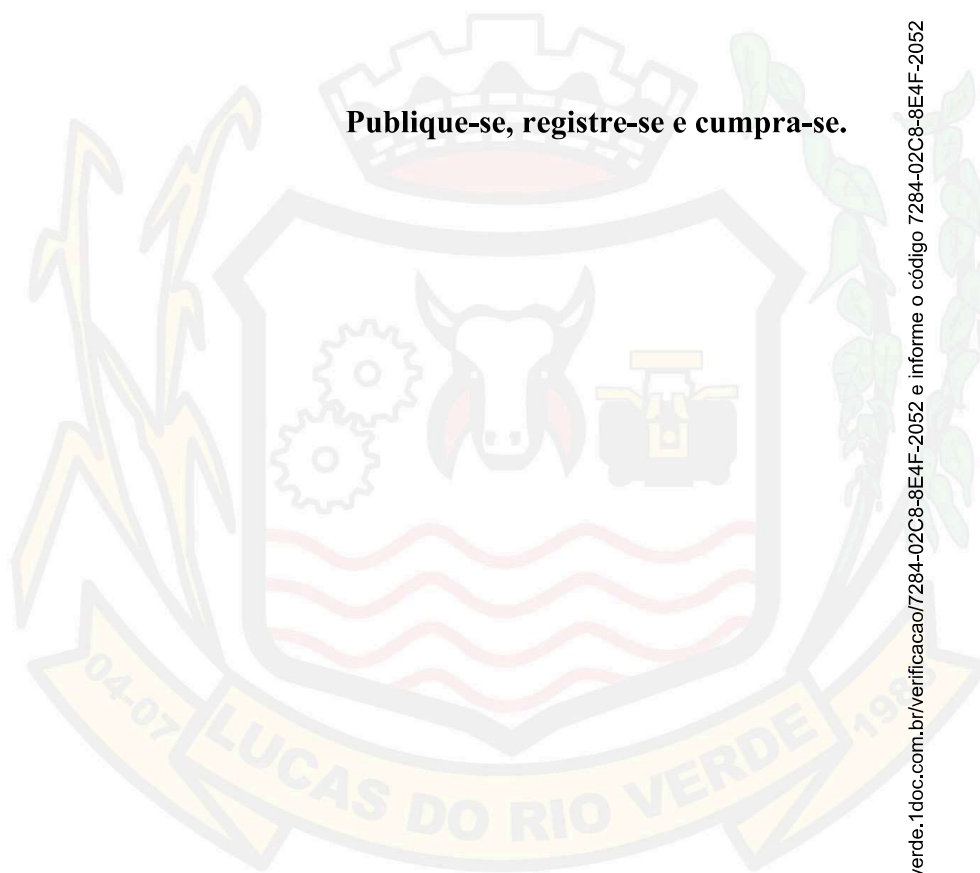 Publique-se, registre-se e cumpra-se.
04-07
LUCAS DO RIO VERDE
verde.1doc.com.br/verificacao/7284-02C8-8E4F-2052 e informe o código 7284-02C8-8E4F-2052